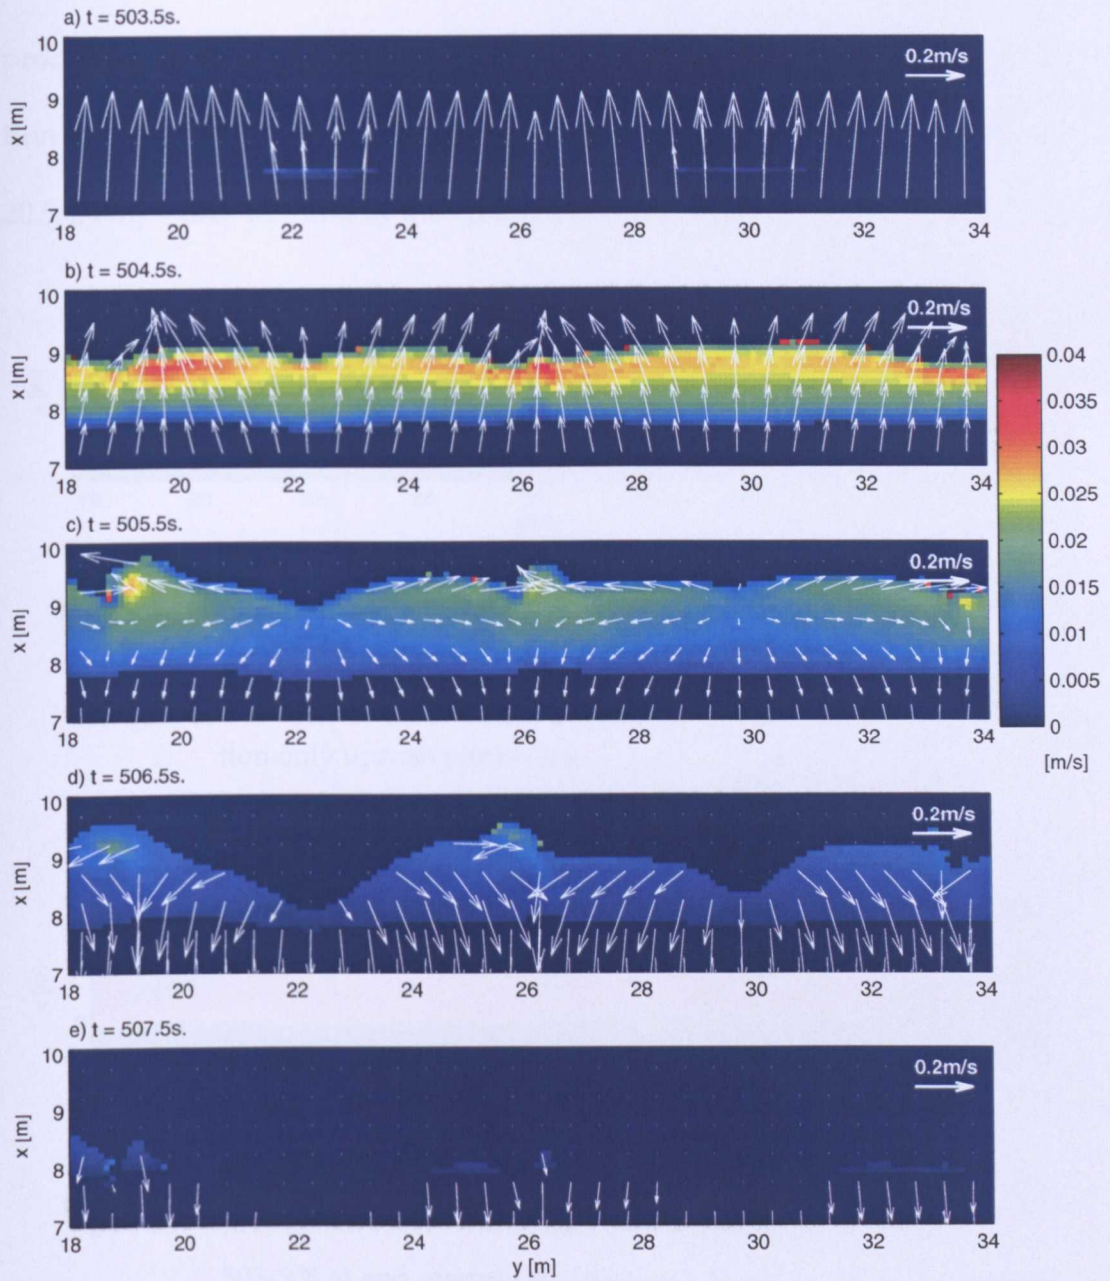 a) t = 503.5s.
10
9
8
7
x [m]
0.2m/s
18 20 22 24 26 28 30 32 34
b) t = 504.5s.
10
9
8
7
x [m]
0.2m/s
18 20 22 24 26 28 30 32 34
0.04
0.035
0.03
0.025
0.02
0.015
0.01
0.005
0
[m/s]
c) t = 505.5s.
10
9
8
7
x [m]
0.2m/s
18 20 22 24 26 28 30 32 34
d) t = 506.5s.
10
9
8
7
x [m]
0.2m/s
18 20 22 24 26 28 30 32 34
e) t = 507.5s.
10
9
8
7
x [m]
0.2m/s
18 20 22 24 26 28 30 32 34
y [m]